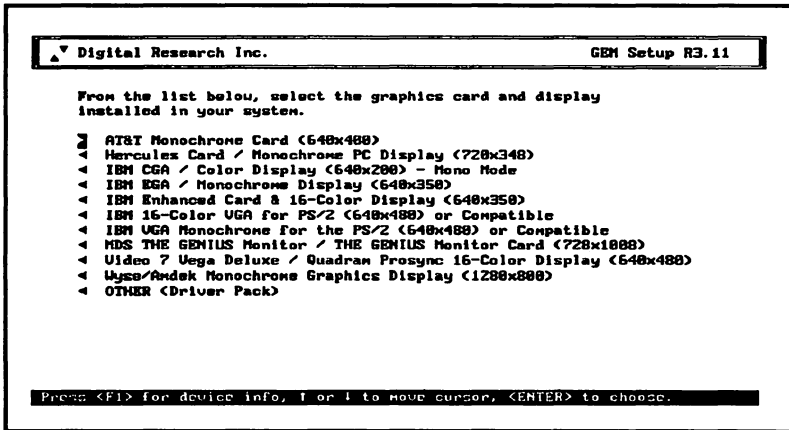 Digital Research Inc. GEM Setup R3.11
From the list below, select the graphics card and display
installed in your system.
AT&T Monochrome Card (640x400)
Hercules Card / Monochrome PC Display (720x348)
IBM CGA / Color Display (640x200) - Mono Mode
IBM EGA / Monochrome Display (640x350)
IBM Enhanced Card & 16-Color Display (640x350)
IBM 16-Color VGA for PS/2 (640x480) or Compatible
IBM VGA Monochrome for the PS/2 (640x480) or Compatible
MDS THE GENIUS Monitor / THE GENIUS Monitor Card (728x1008)
Video 7 Vega Deluxe / Quadram Prosync 16-Color Display (640x480)
Wyse/Amdek Monochrome Graphics Display (1280x800)
OTHER (Driver Pack)
Press <F1> for device info, ↑ or ↓ to move cursor, <ENTER> to choose.